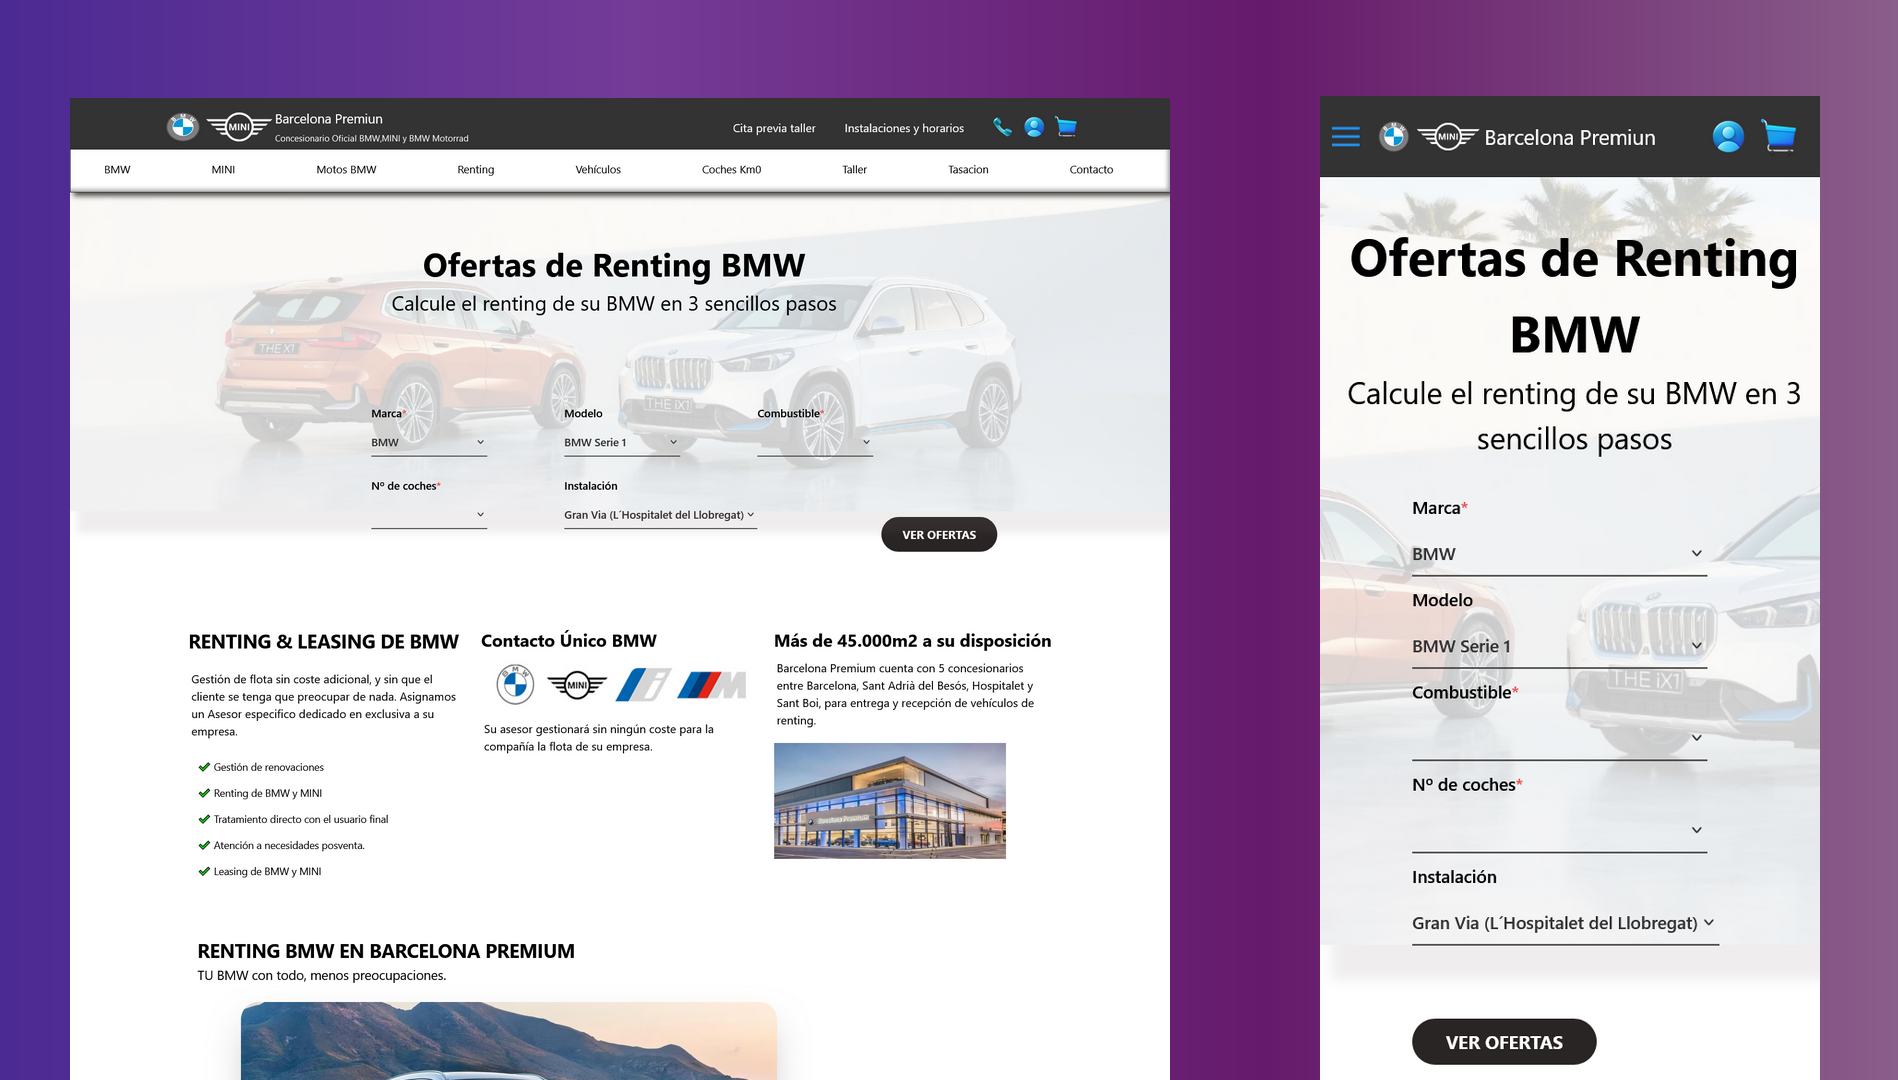 MINI
Barcelona Premiun
Concesionario Oficial BMW,MINI y BMW Motorrad
Cita previa taller
Instalaciones y horarios
BMW
MINI
Motos BMW
Renting
Vehículos
Coches Km0
Taller
Tasacion
Contacto
Ofertas de Renting BMW
Calcule el renting de su BMW en 3 sencillos pasos
THE X1
THE iX1
Marca*
Modelo
Combustible*
BMW
BMW Serie 1
Nº de coches*
Instalación
Gran Via (L´Hospitalet del Llobregat)
VER OFERTAS
RENTING & LEASING DE BMW
Gestión de flota sin coste adicional, y sin que el
cliente se tenga que preocupar de nada. Asignamos
un Asesor especifico dedicado en exclusiva a su
empresa.
Gestión de renovaciones
Renting de BMW y MINI
Tratamiento directo con el usuario final
Atención a necesidades posventa.
Leasing de BMW y MINI
Contacto Único BMW
BMW
MINI
i
M
Su asesor gestionará sin ningún coste para la
compañía la flota de su empresa.
Más de 45.000m2 a su disposición
Barcelona Premium cuenta con 5 concesionarios
entre Barcelona, Sant Adrià del Besós, Hospitalet y
Sant Boi, para entrega y recepción de vehículos de
renting.
Barcelona Premium
RENTING BMW EN BARCELONA PREMIUM
TU BMW con todo, menos preocupaciones.
MINI
Barcelona Premiun
Ofertas de Renting
BMW
Calcule el renting de su BMW en 3
sencillos pasos
Marca*
BMW
Modelo
BMW Serie 1
THE iX1
Combustible*
Nº de coches*
Instalación
Gran Via (L´Hospitalet del Llobregat)
VER OFERTAS